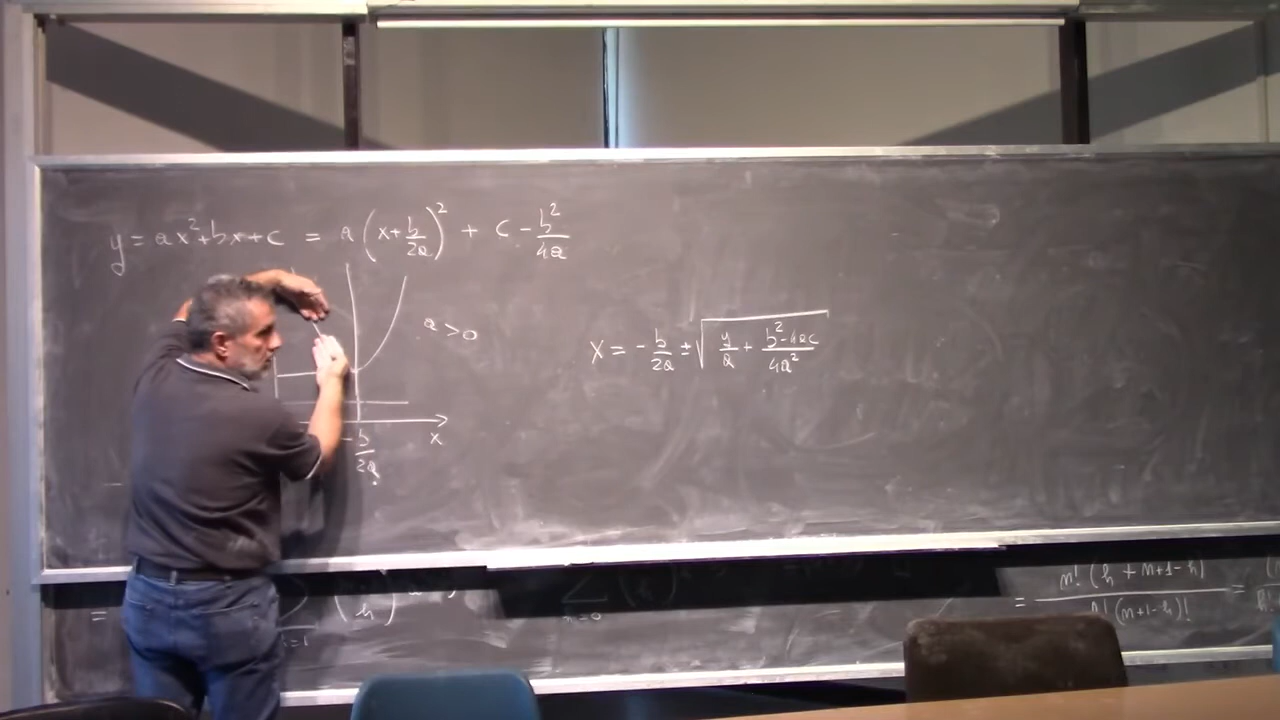 y = ax²+bx+c = a(x+b/2a)² + c - b²/4a
a >0
x = -b/2a ± √(y/a + b²-4ac/4a²)
x
-b/2a
= n! (h + n+1-h) / h! (n+1-h)! =